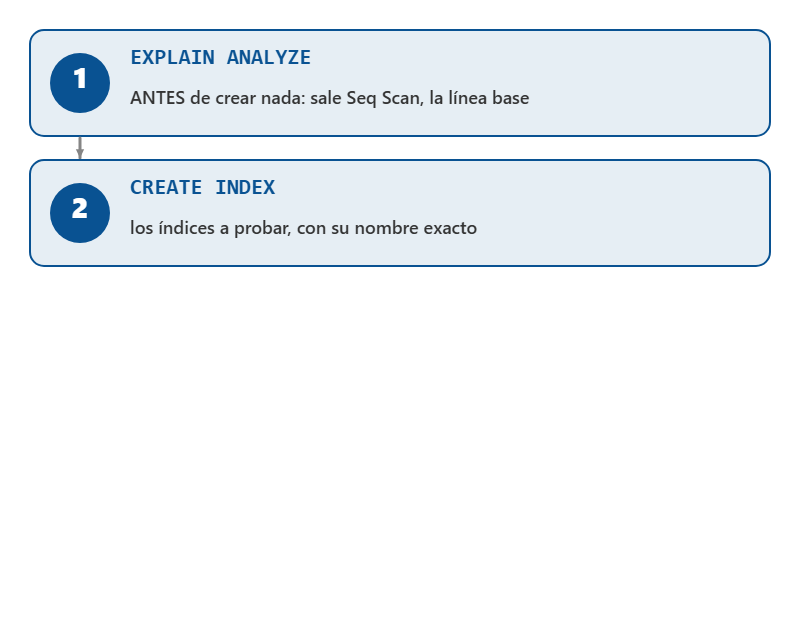 1
EXPLAIN ANALYZE
ANTES de crear nada: sale Seq Scan, la línea base
2
CREATE INDEX
los índices a probar, con su nombre exacto